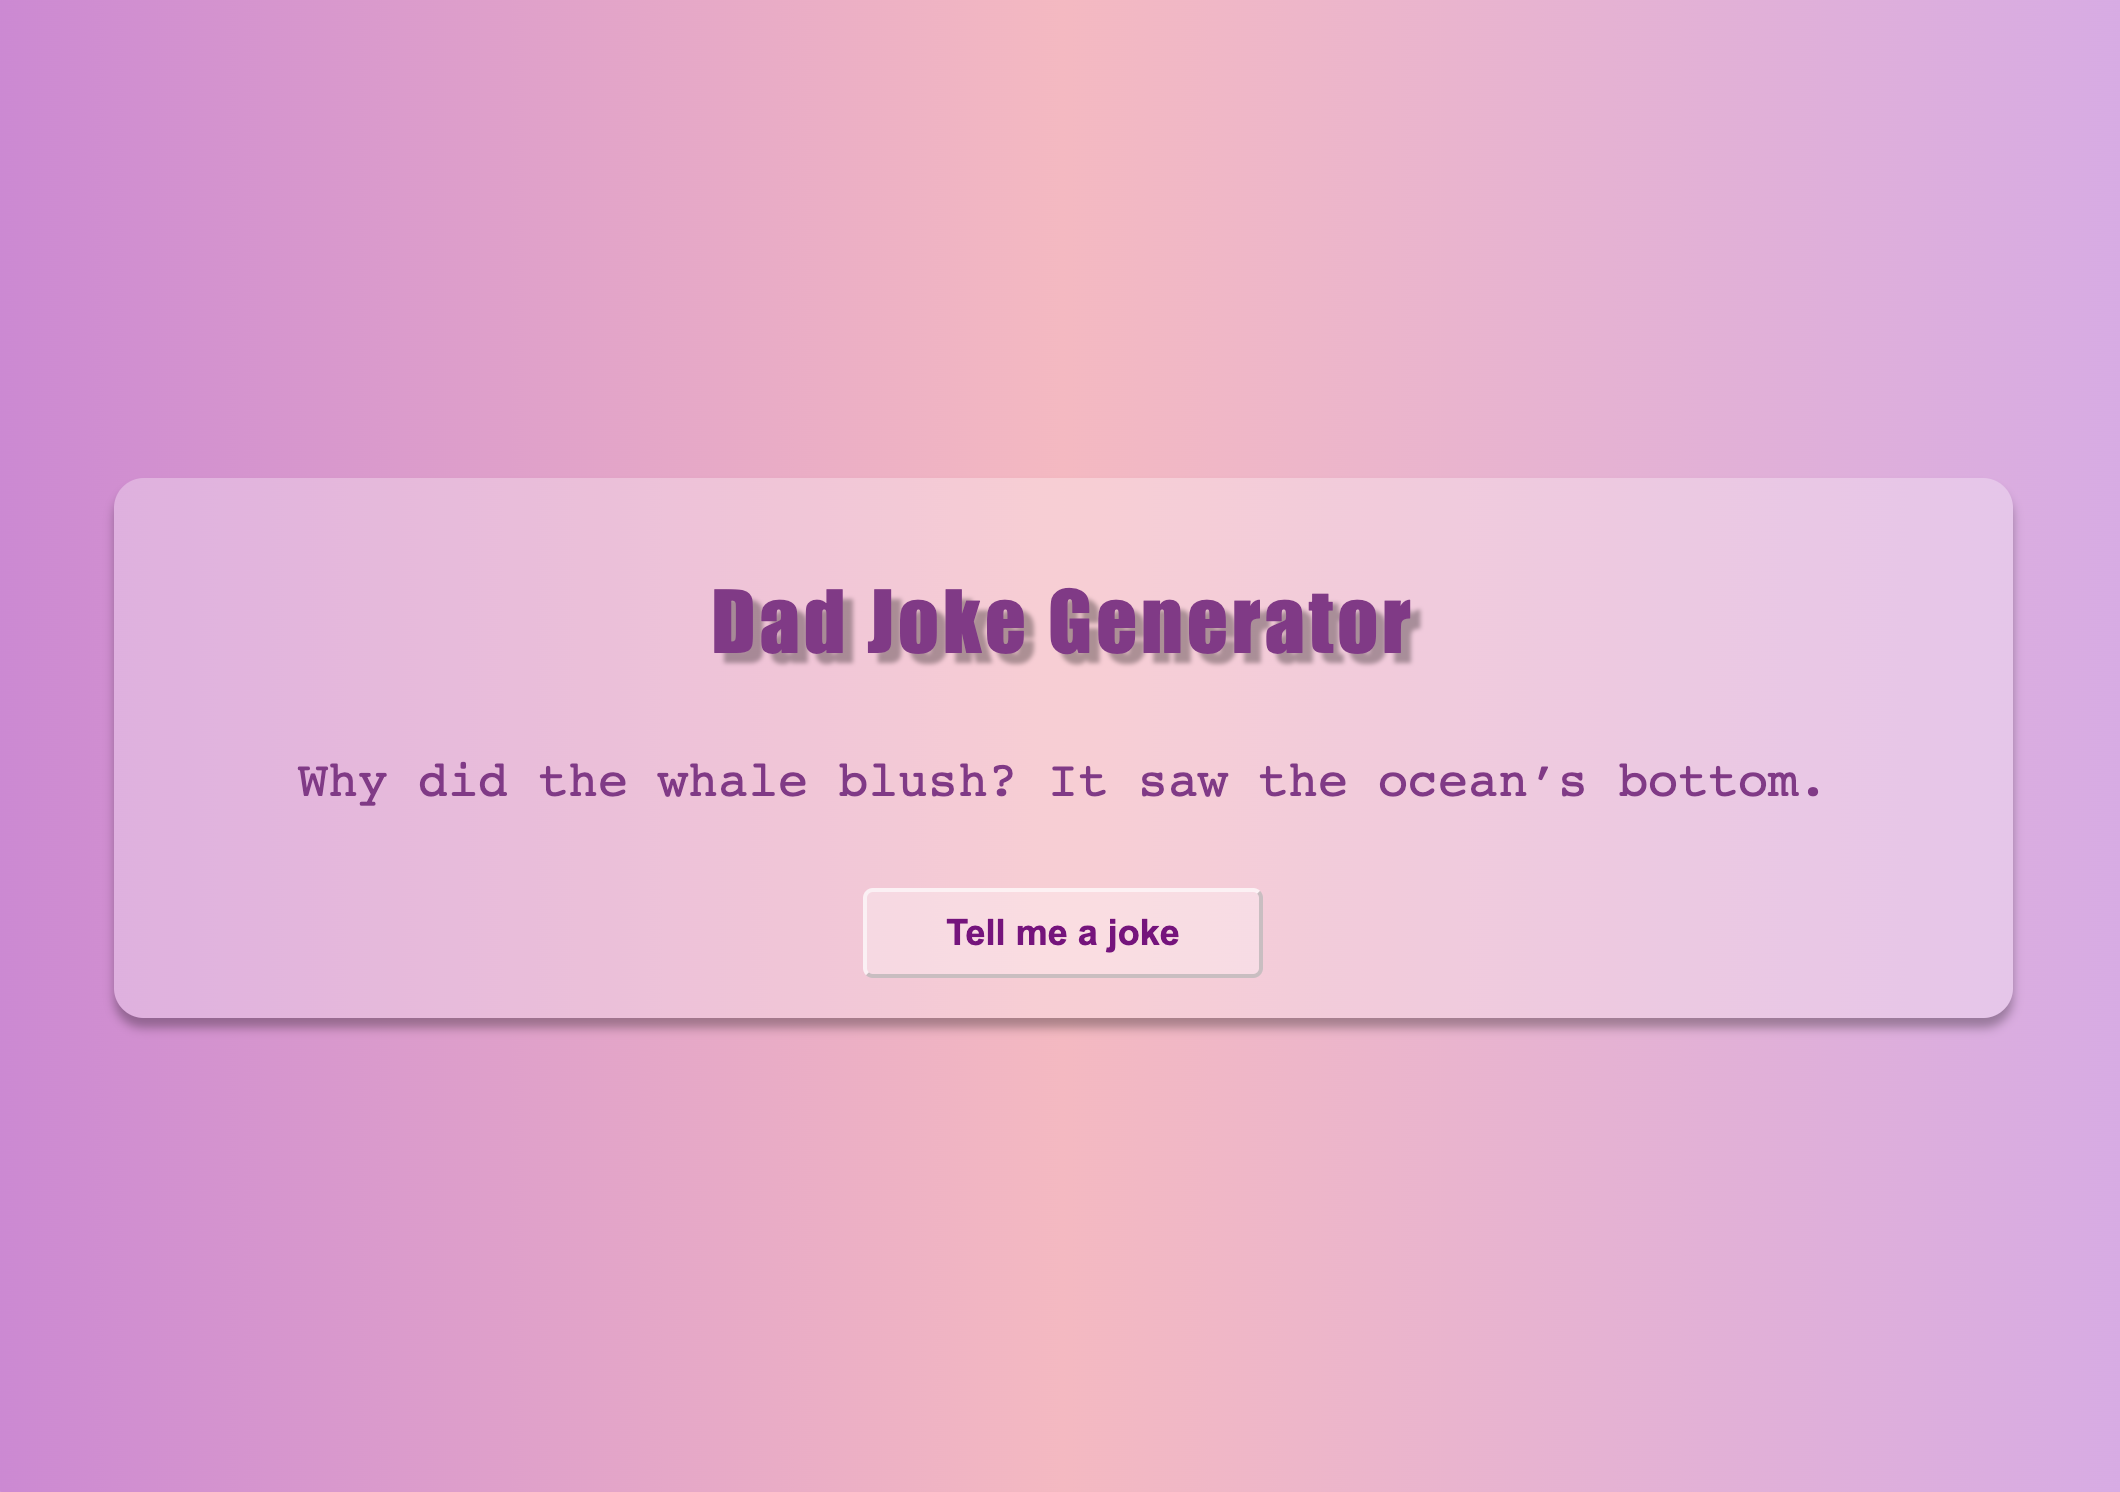 Dad Joke Generator
Why did the whale blush? It saw the ocean’s bottom.
Tell me a joke